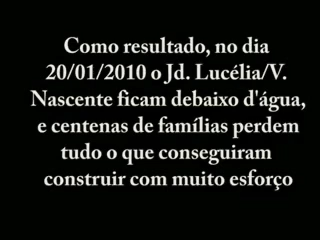 Como resultado, no dia
20/01/2010 o Jd. Lucélia/V.
Nascente ficam debaixo d'água,
e centenas de famílias perdem
tudo o que conseguiram
construir com muito esforço